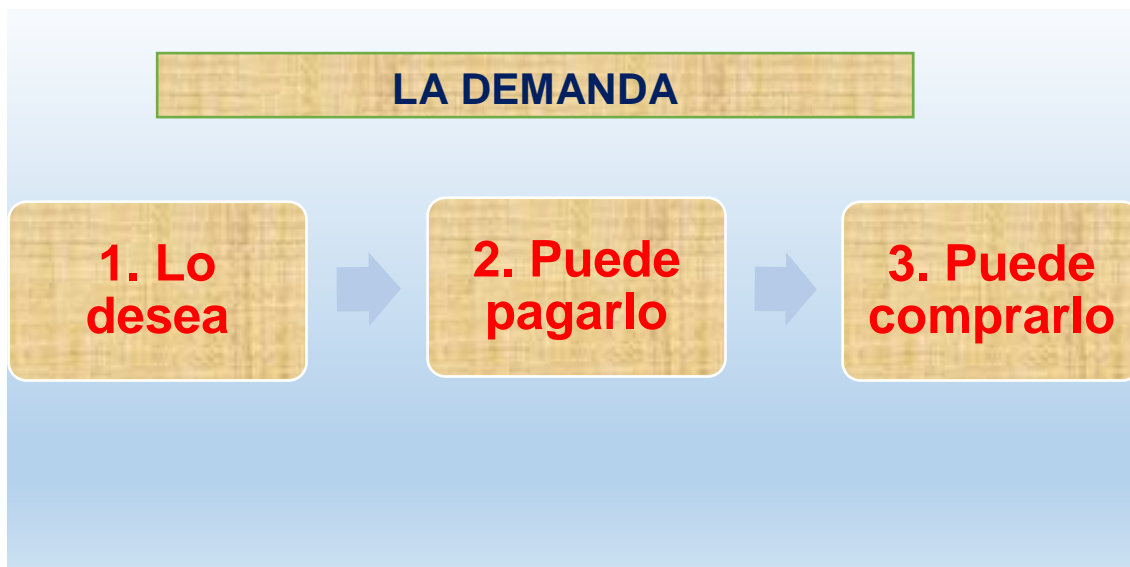 LA DEMANDA
1. Lo
desea
2. Puede
pagarlo
3. Puede
comprarlo